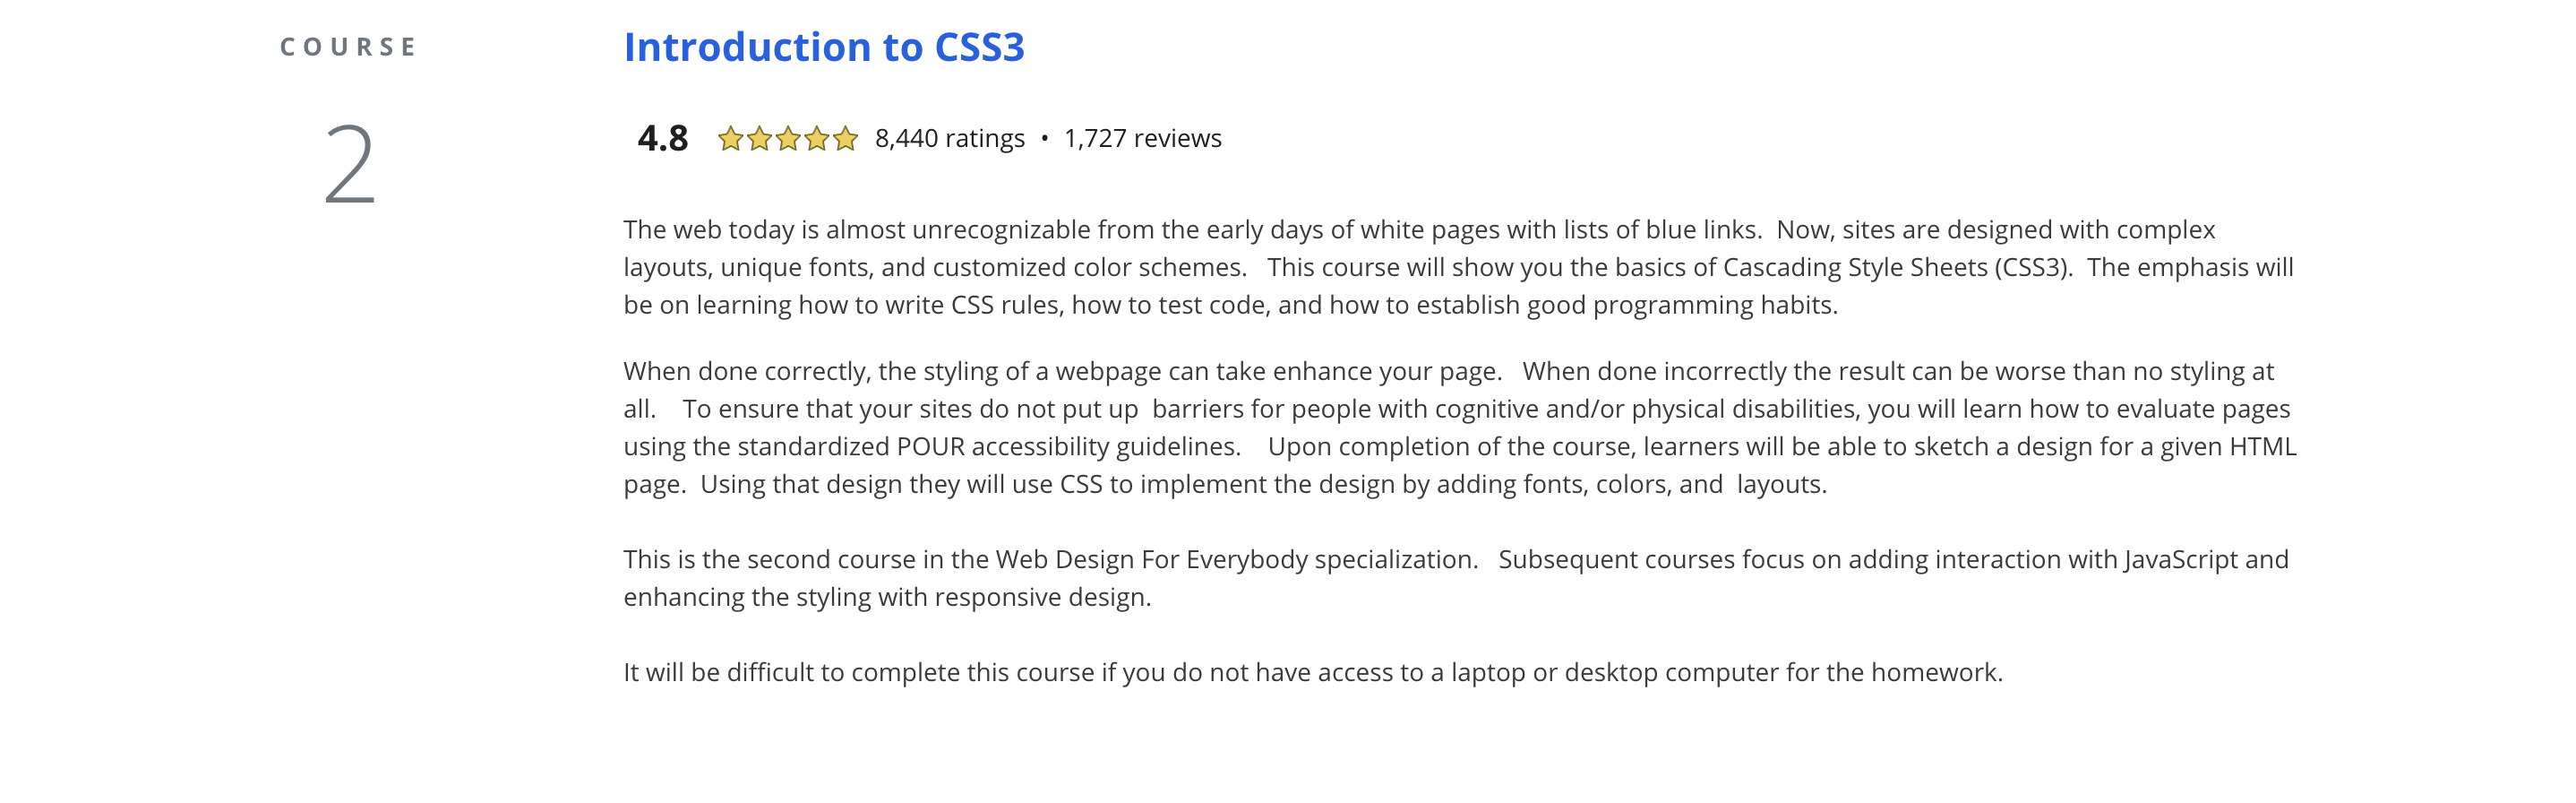 COURSE
2
Introduction to CSS3
4.8 8,440 ratings • 1,727 reviews
The web today is almost unrecognizable from the early days of white pages with lists of blue links.  Now, sites are designed with complex
layouts, unique fonts, and customized color schemes.   This course will show you the basics of Cascading Style Sheets (CSS3).  The emphasis will
be on learning how to write CSS rules, how to test code, and how to establish good programming habits.
When done correctly, the styling of a webpage can take enhance your page.   When done incorrectly the result can be worse than no styling at
all.    To ensure that your sites do not put up  barriers for people with cognitive and/or physical disabilities, you will learn how to evaluate pages
using the standardized POUR accessibility guidelines.    Upon completion of the course, learners will be able to sketch a design for a given HTML
page.  Using that design they will use CSS to implement the design by adding fonts, colors, and  layouts.
This is the second course in the Web Design For Everybody specialization.   Subsequent courses focus on adding interaction with JavaScript and
enhancing the styling with responsive design.
It will be difficult to complete this course if you do not have access to a laptop or desktop computer for the homework.